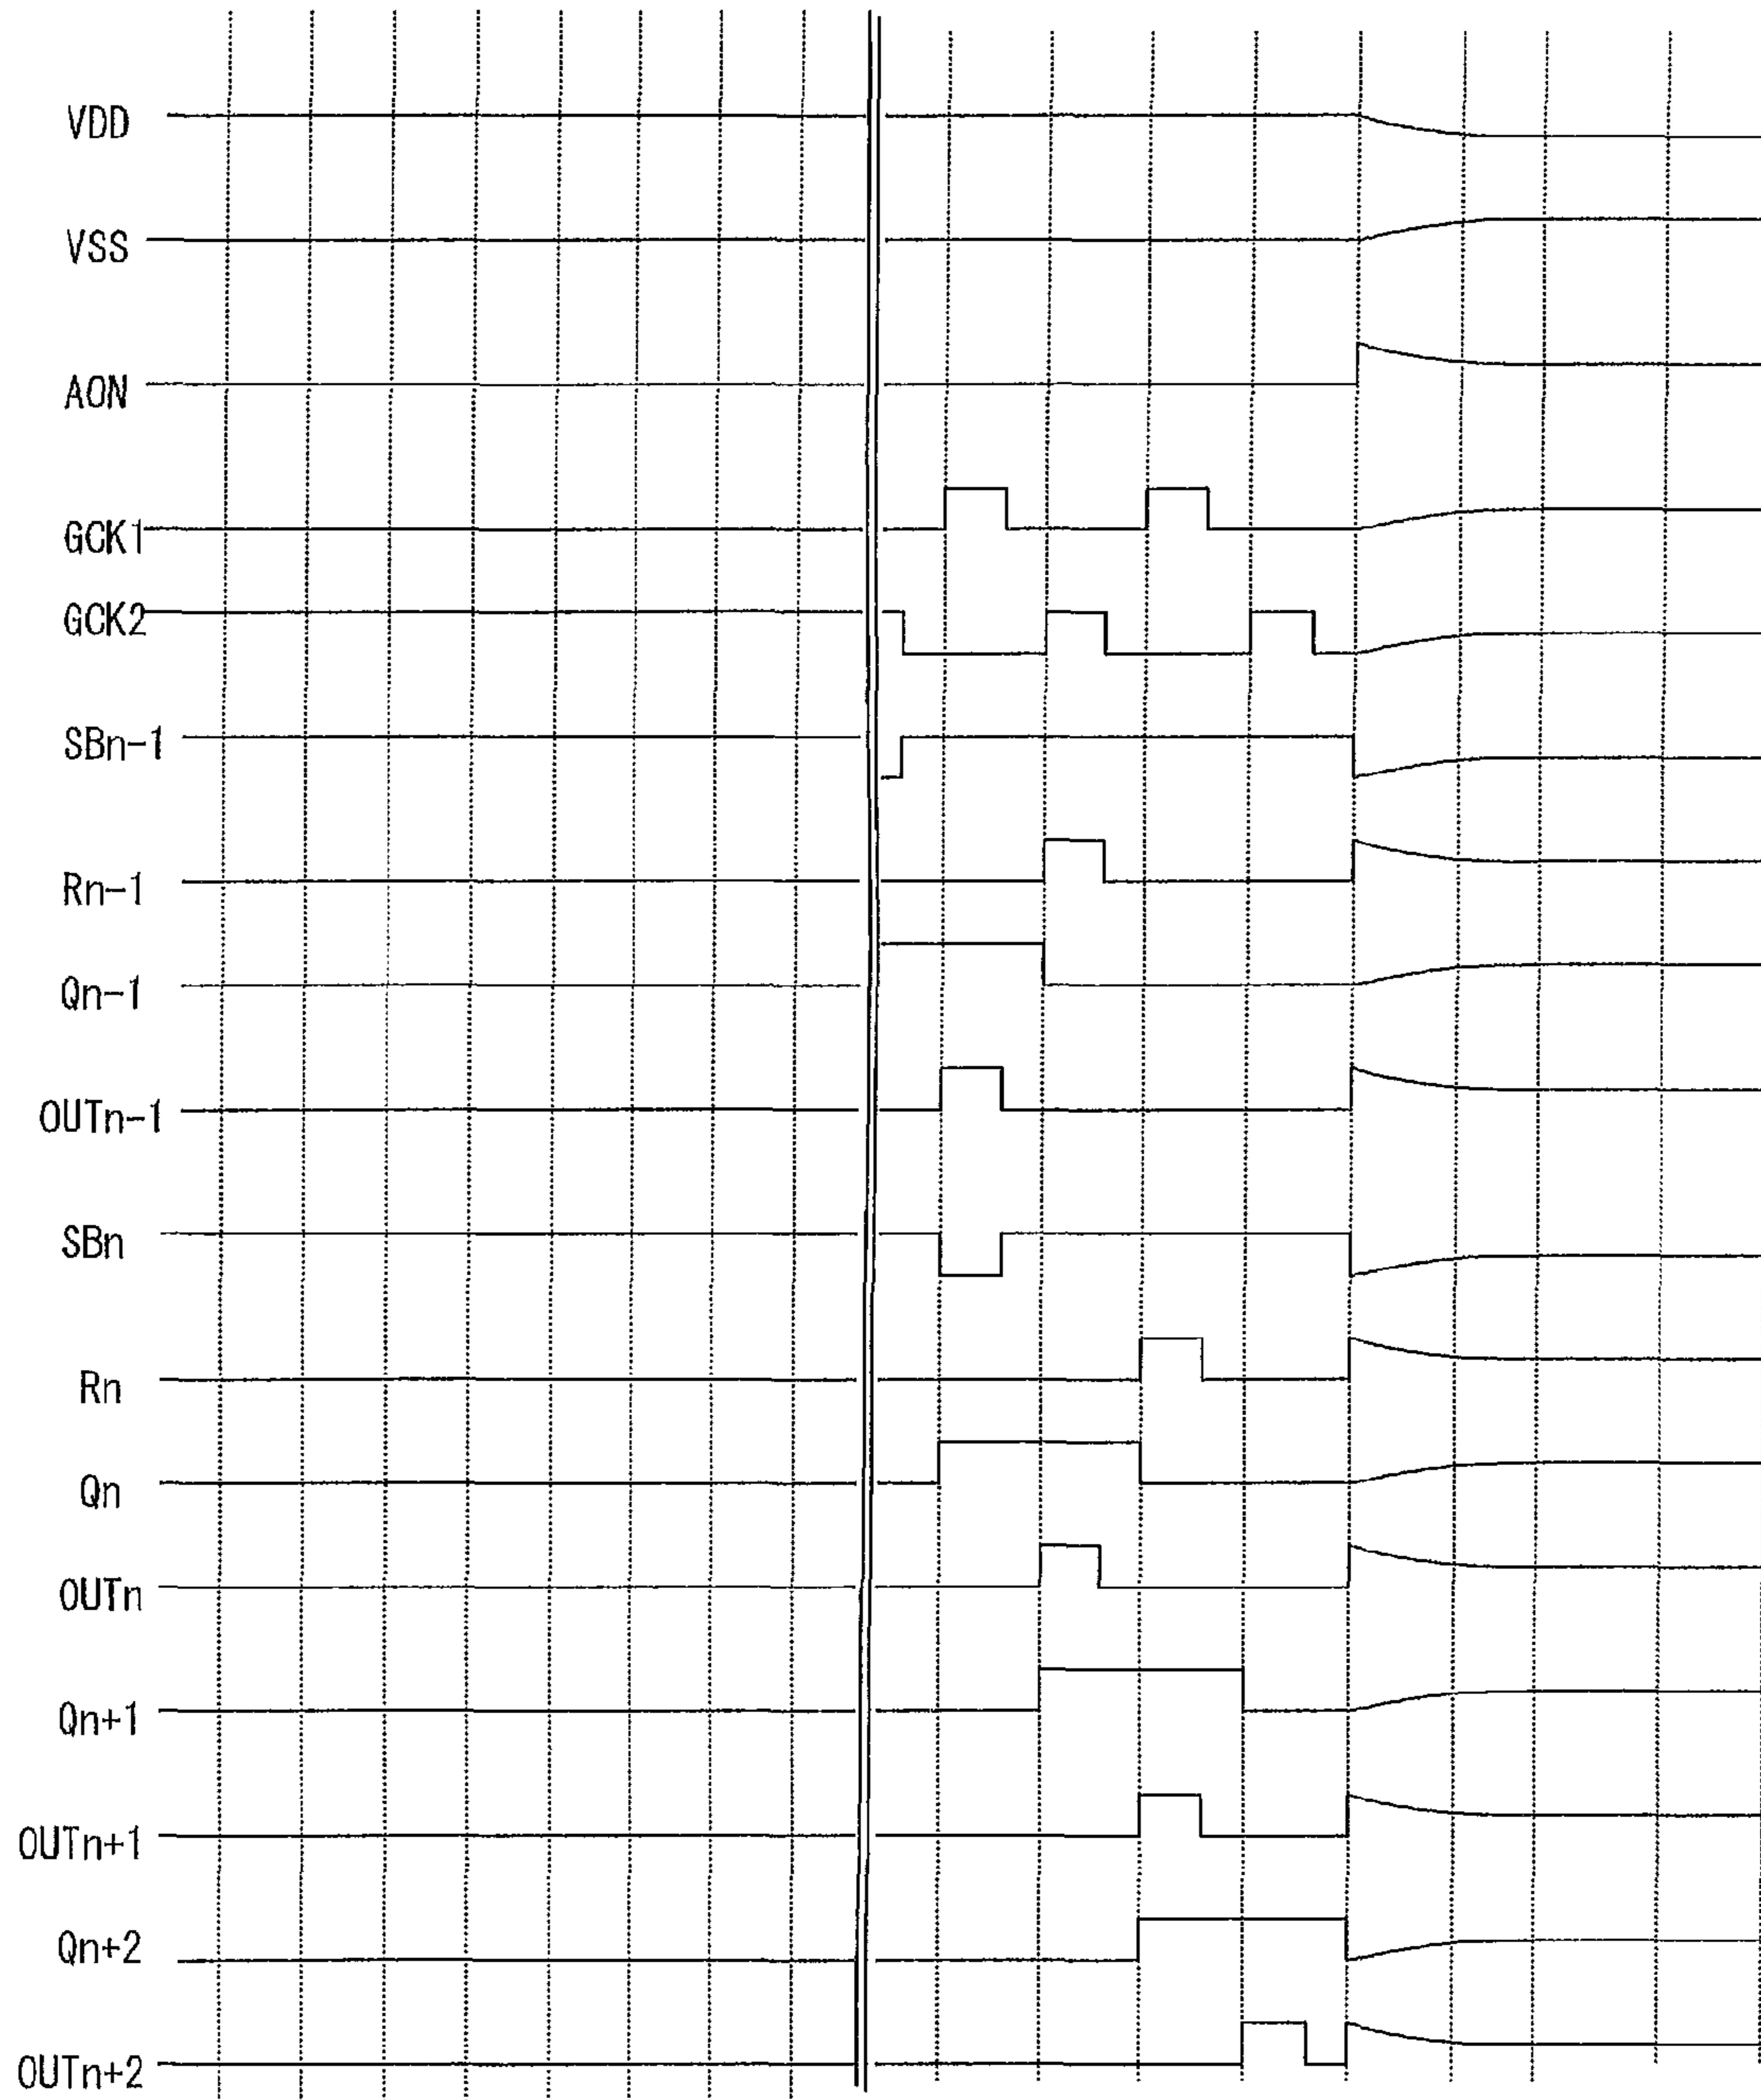 VDD
VSS
AON
GCK1
GCK2
SBn-1
Rn-1
Qn-1
OUTn-1
SBn
Rn
Qn
OUTn
Qn+1
OUTn+1
Qn+2
OUTn+2